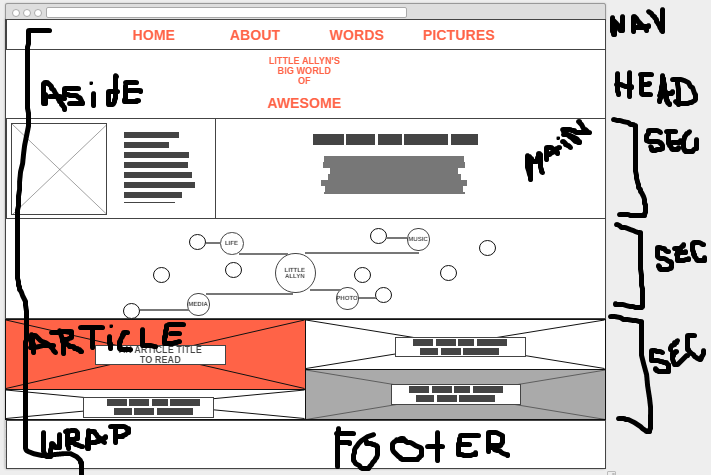 HOME ABOUT WORDS PICTURES
NAV
LITTLE ALLYN'S
BIG WORLD
OF
AWESOME
HEAD
ASidE
MAiN
SEC
LIFE
MUSIC
LITTLE
ALLYN
MEDIA
PHOTO
SEC
ARTiCLE
ARTICLE TITLE
TO READ
SEC
WRAP
FOOtER